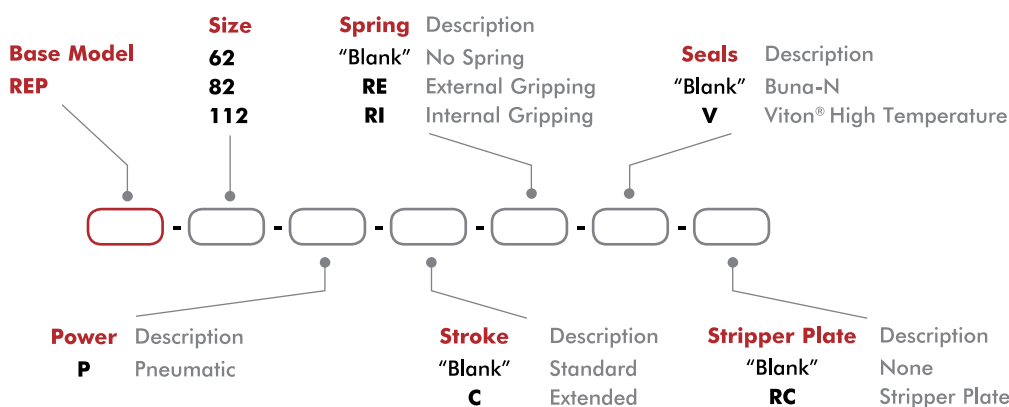 Size
Spring Description
Base Model
62
"Blank" No Spring
Seals Description
REP
82
RE External Gripping
"Blank" Buna-N
112
RI Internal Gripping
V Viton® High Temperature
- - - - - -
Power Description
Stroke Description
Stripper Plate Description
P Pneumatic
"Blank" Standard
"Blank" None
C Extended
RC Stripper Plate